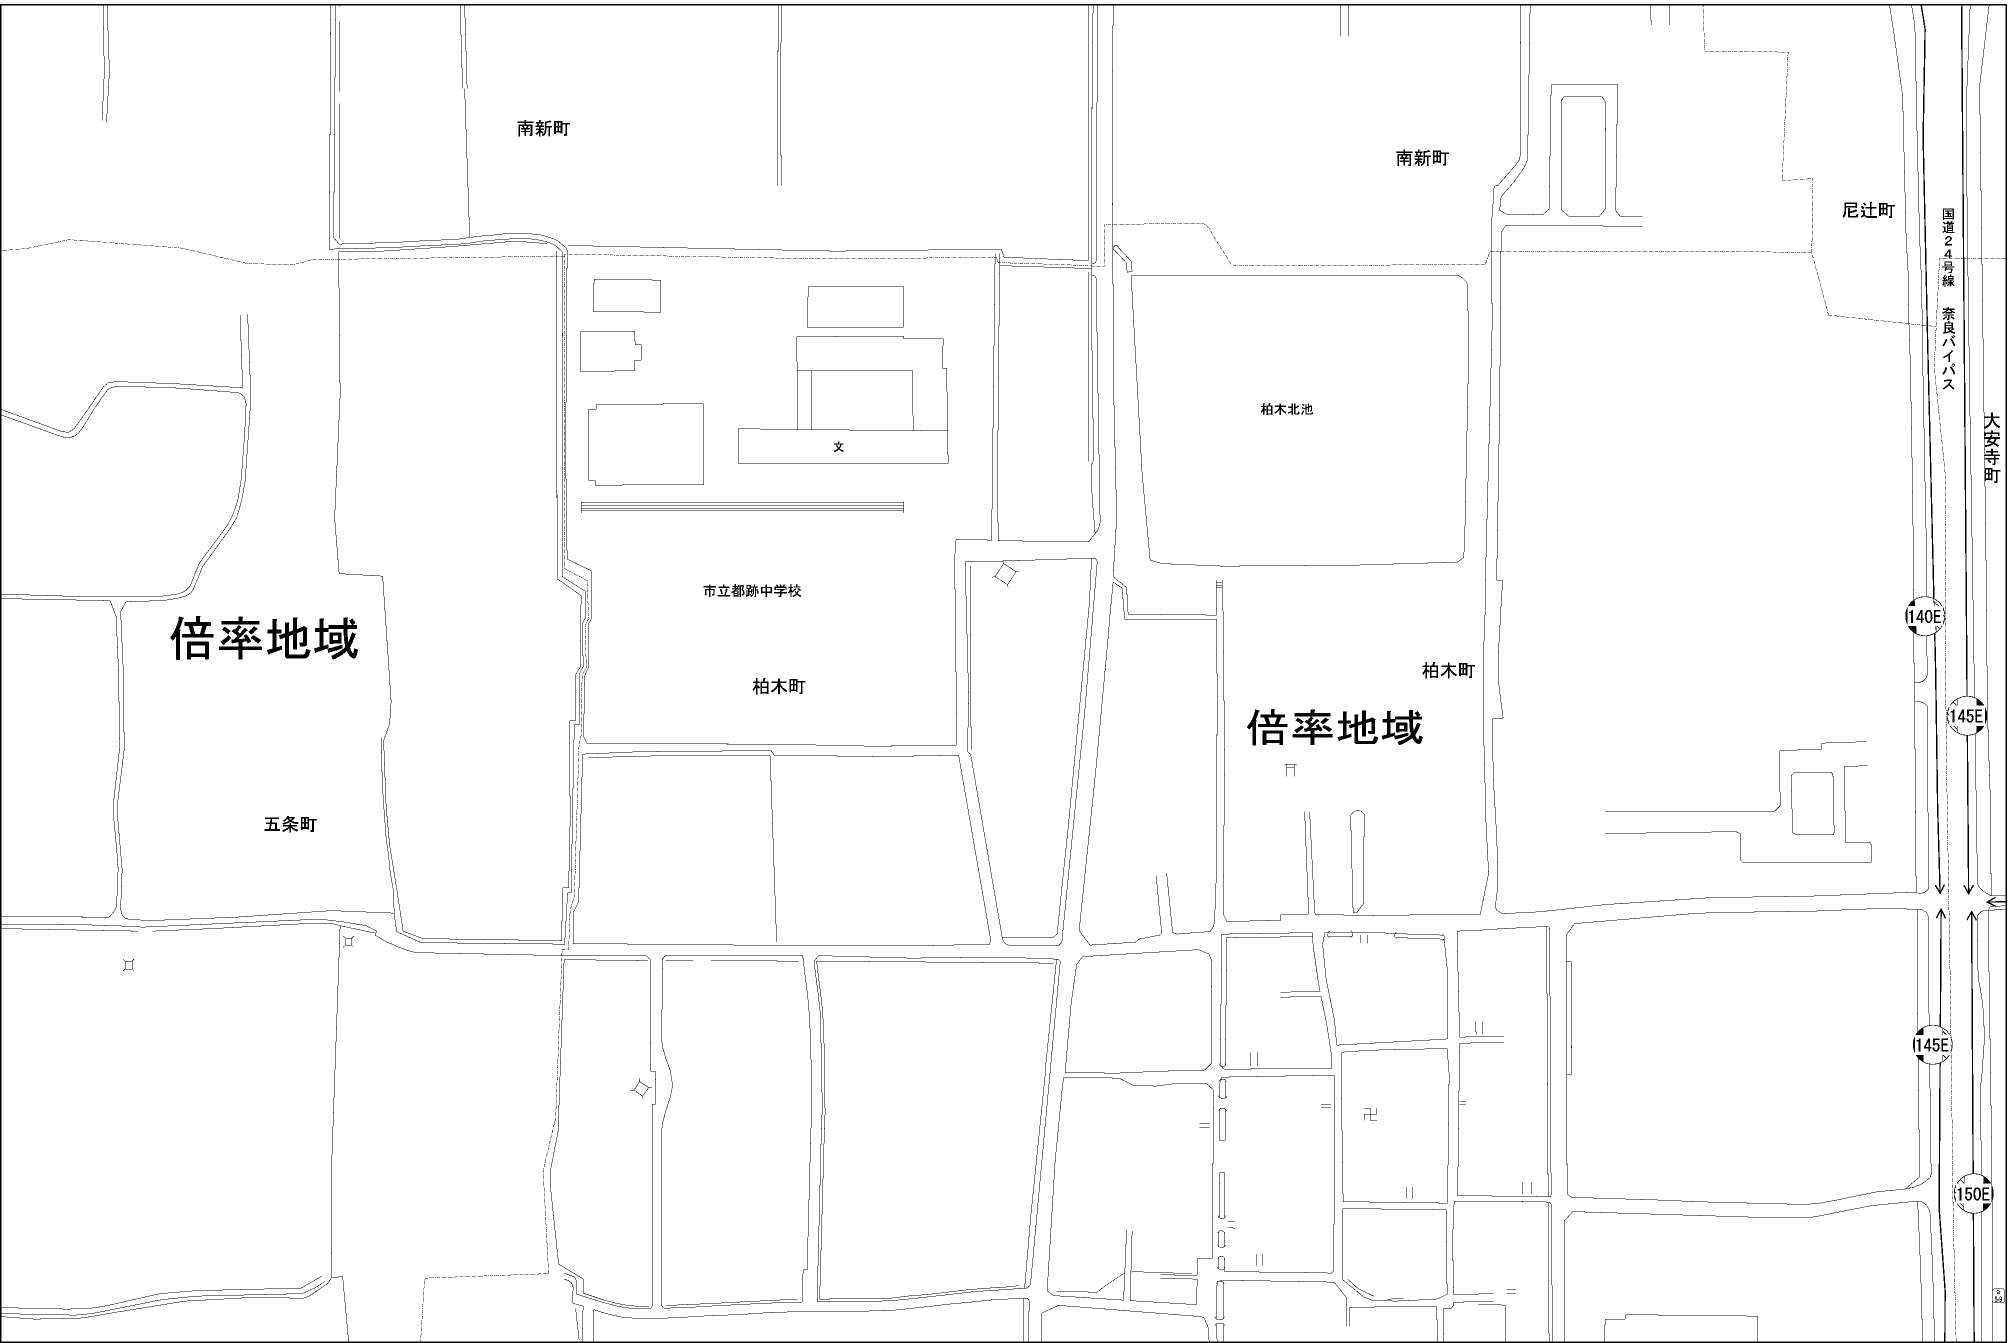 南新町
南新町
尼辻町
国道24号線 奈良バイパス
柏木北池
大安寺町
文
市立都跡中学校
140E
倍率地域
柏木町
柏木町
145E
倍率地域
五条町
145E
150E